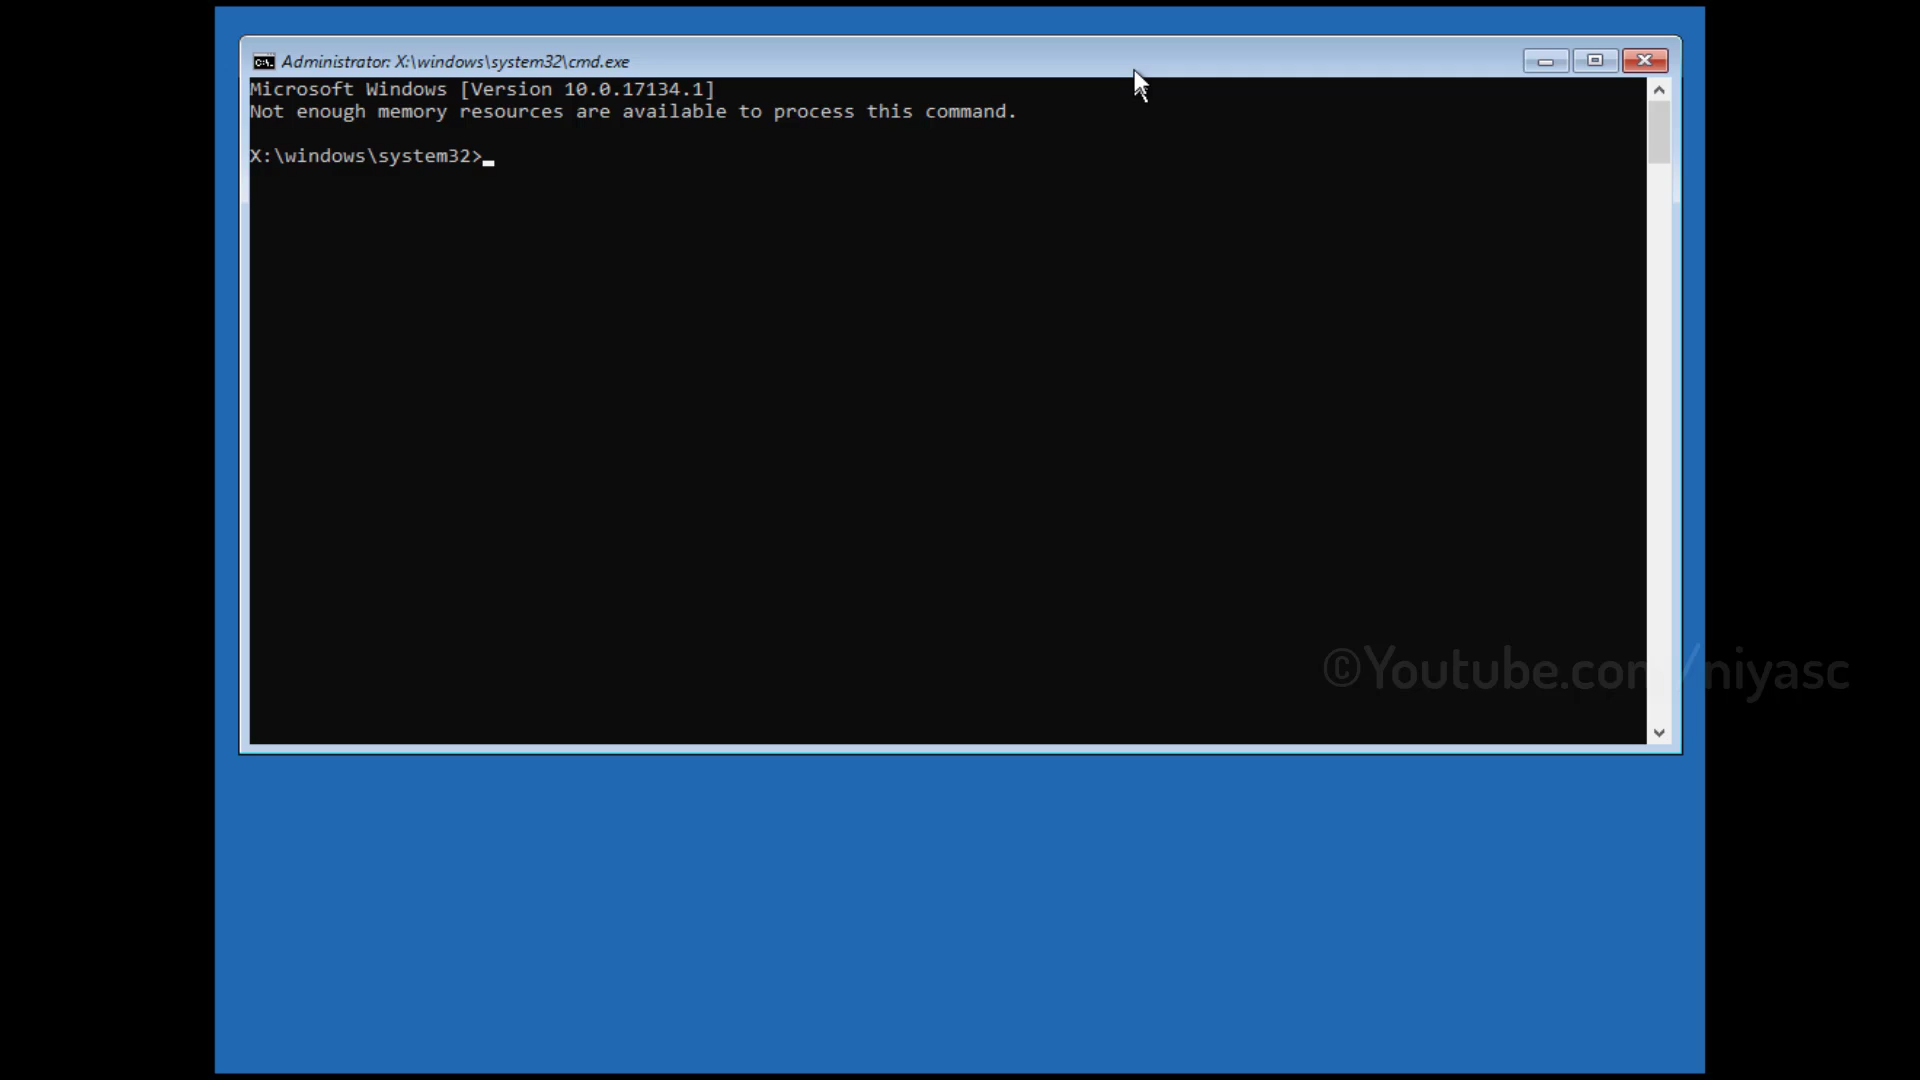 Administrator: X:\windows\system32\cmd.exe
Microsoft Windows [Version 10.0.17134.1]
Not enough memory resources are available to process this command.
X:\windows\system32>
©Youtube.com/niyasc